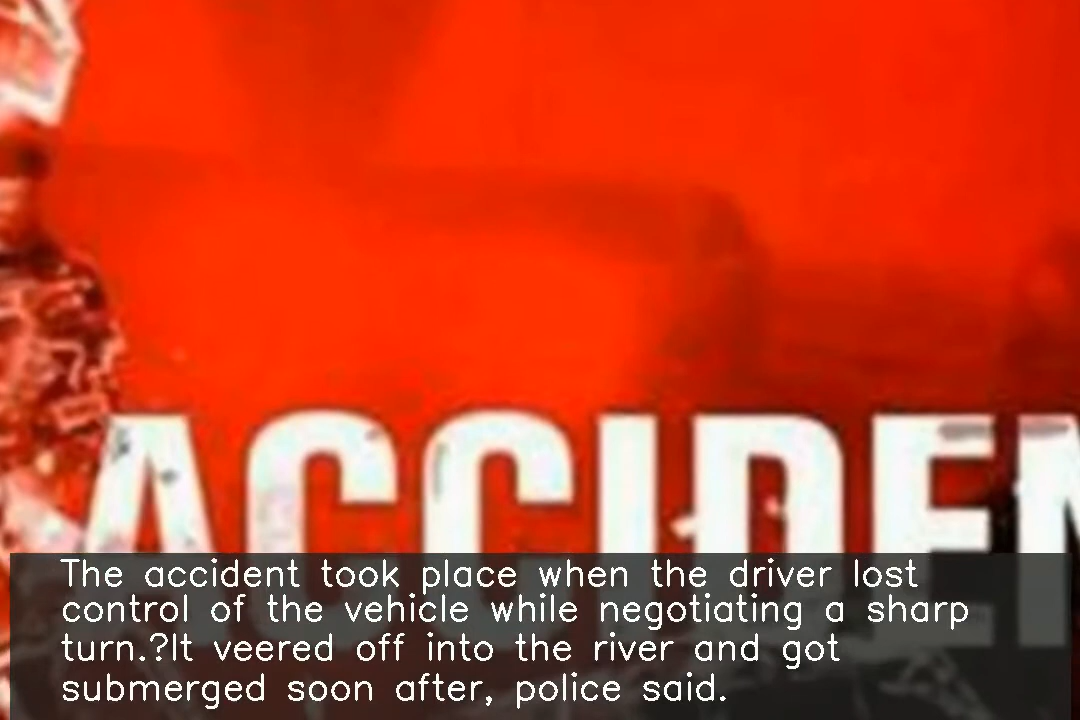 ACCIDEN
The accident took place when the driver lost
control of the vehicle while negotiating a sharp
turn.?It veered off into the river and got
submerged soon after, police said.